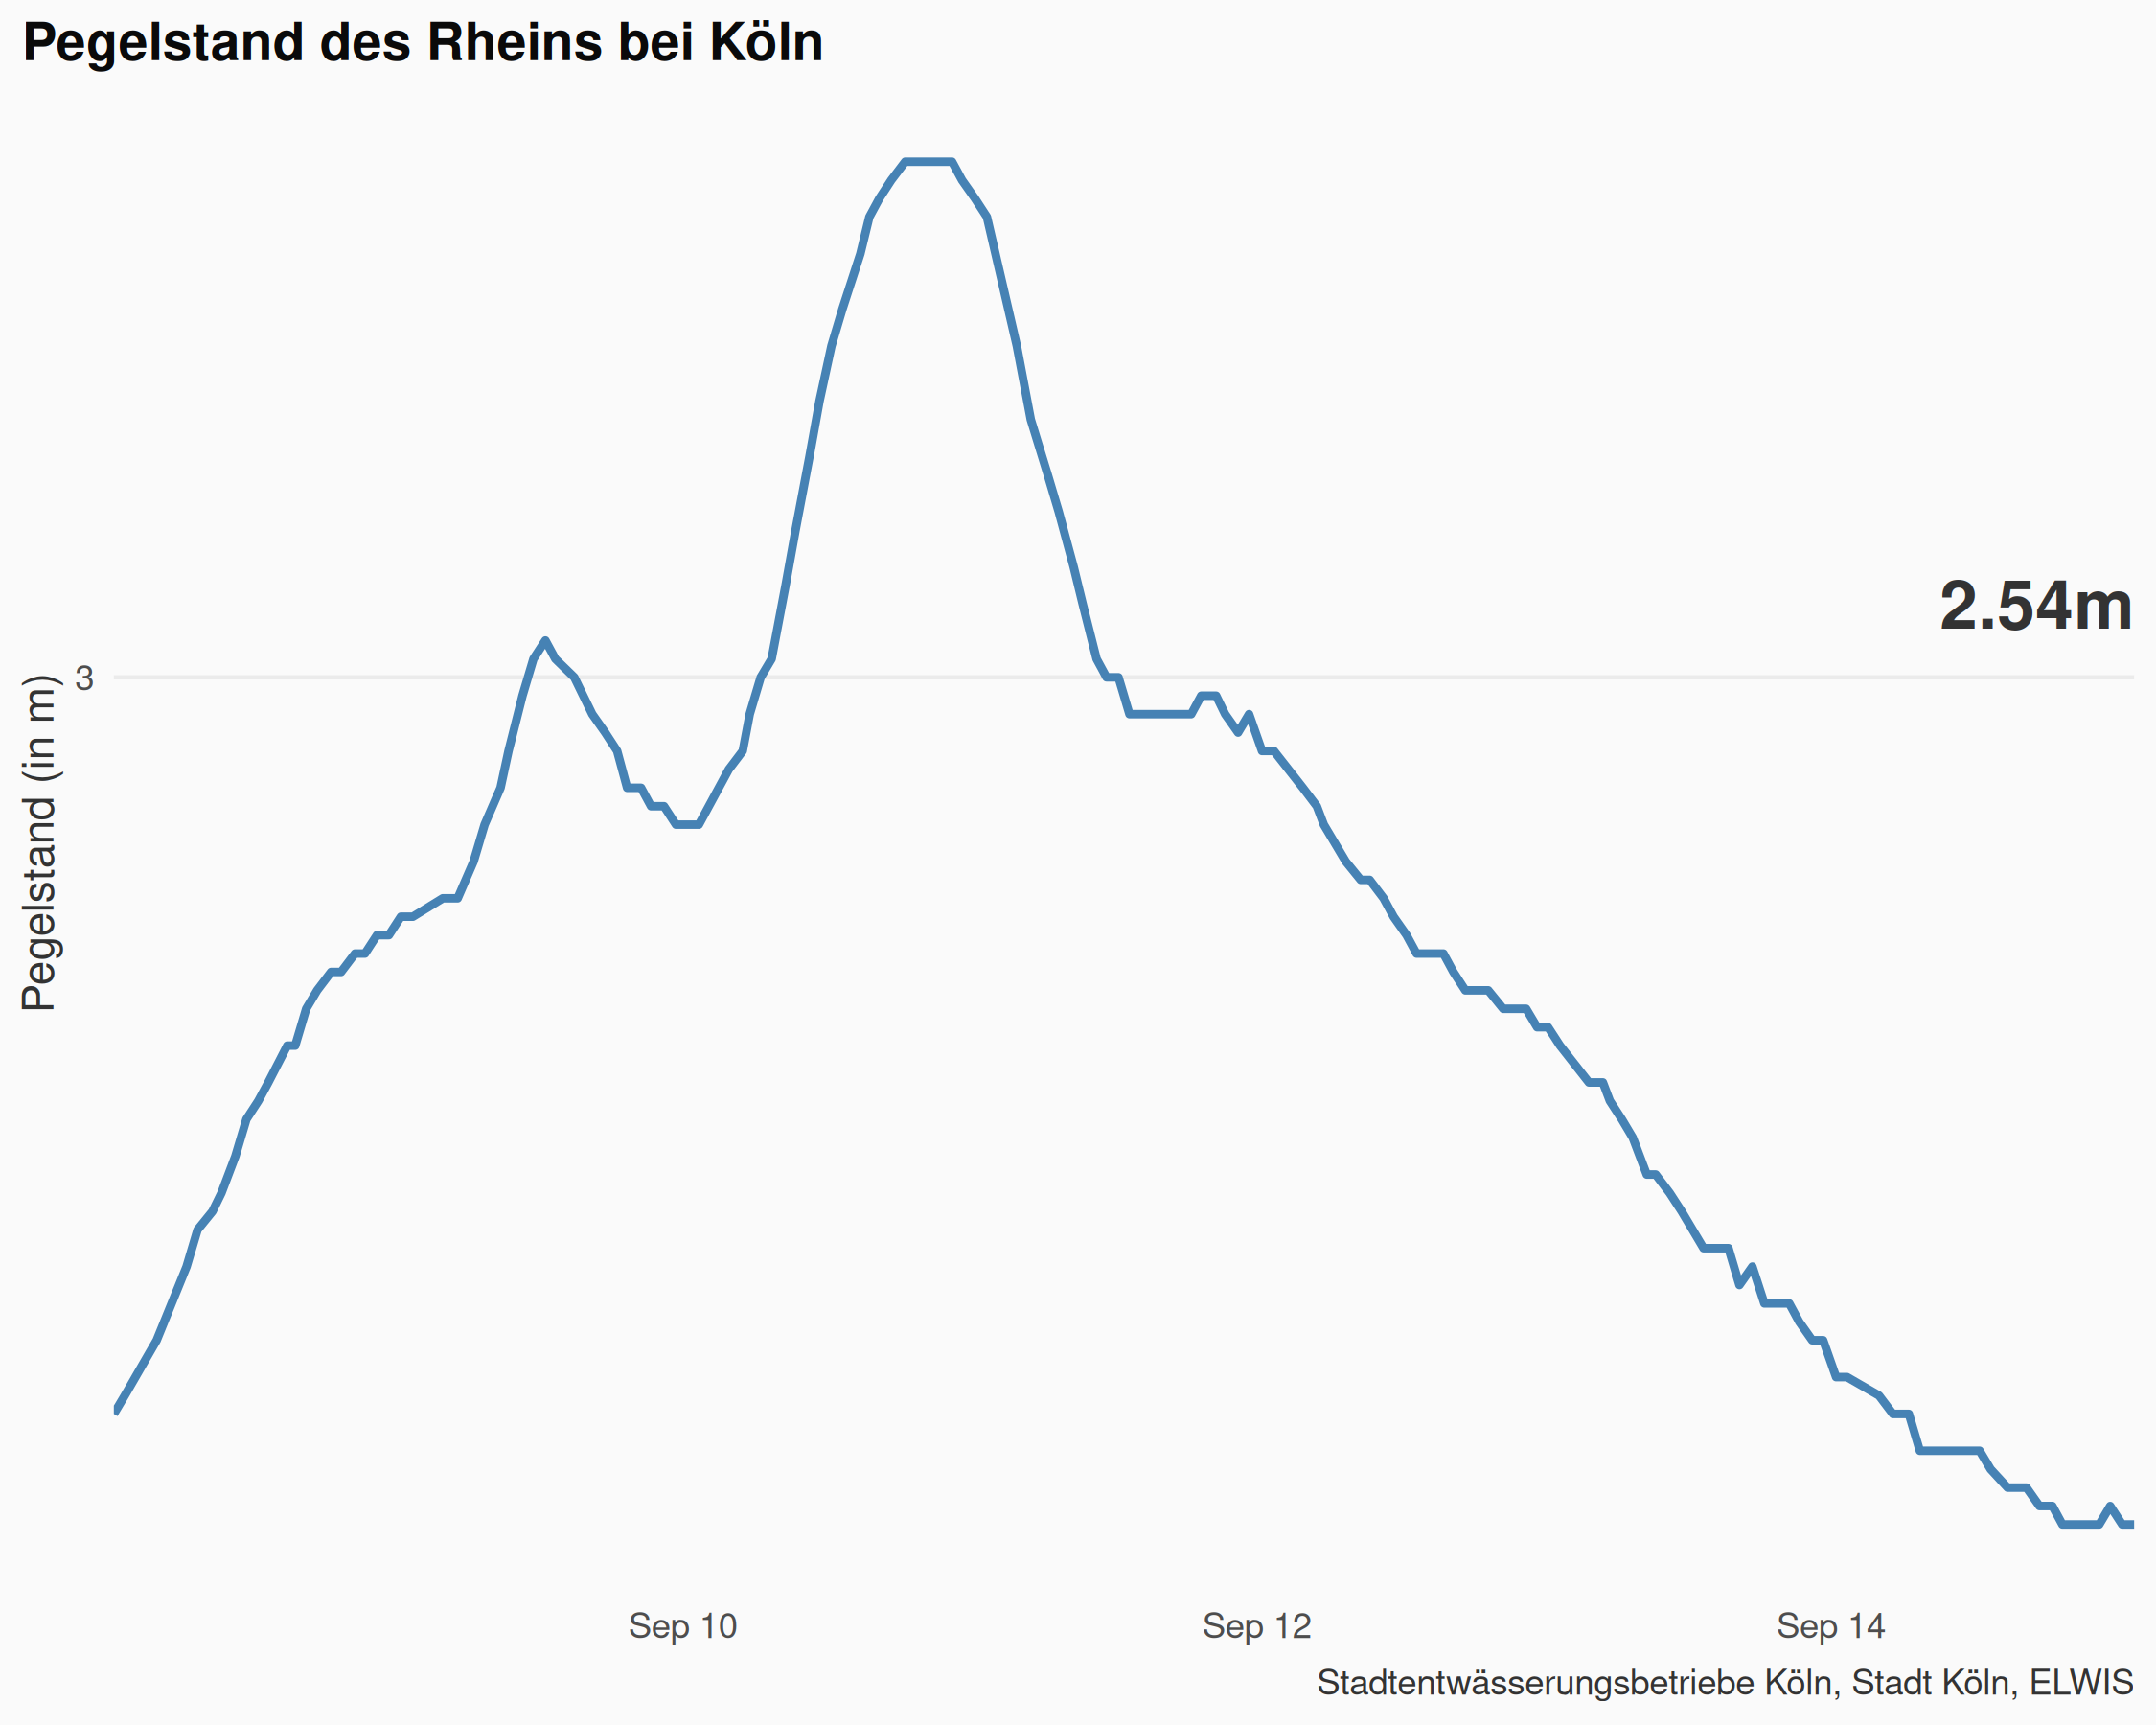 Pegelstand des Rheins bei Köln
2.54m
3
Pegelstand (in m)
Sep 10 Sep 12 Sep 14
Stadtentwässerungsbetriebe Köln, Stadt Köln, ELWIS